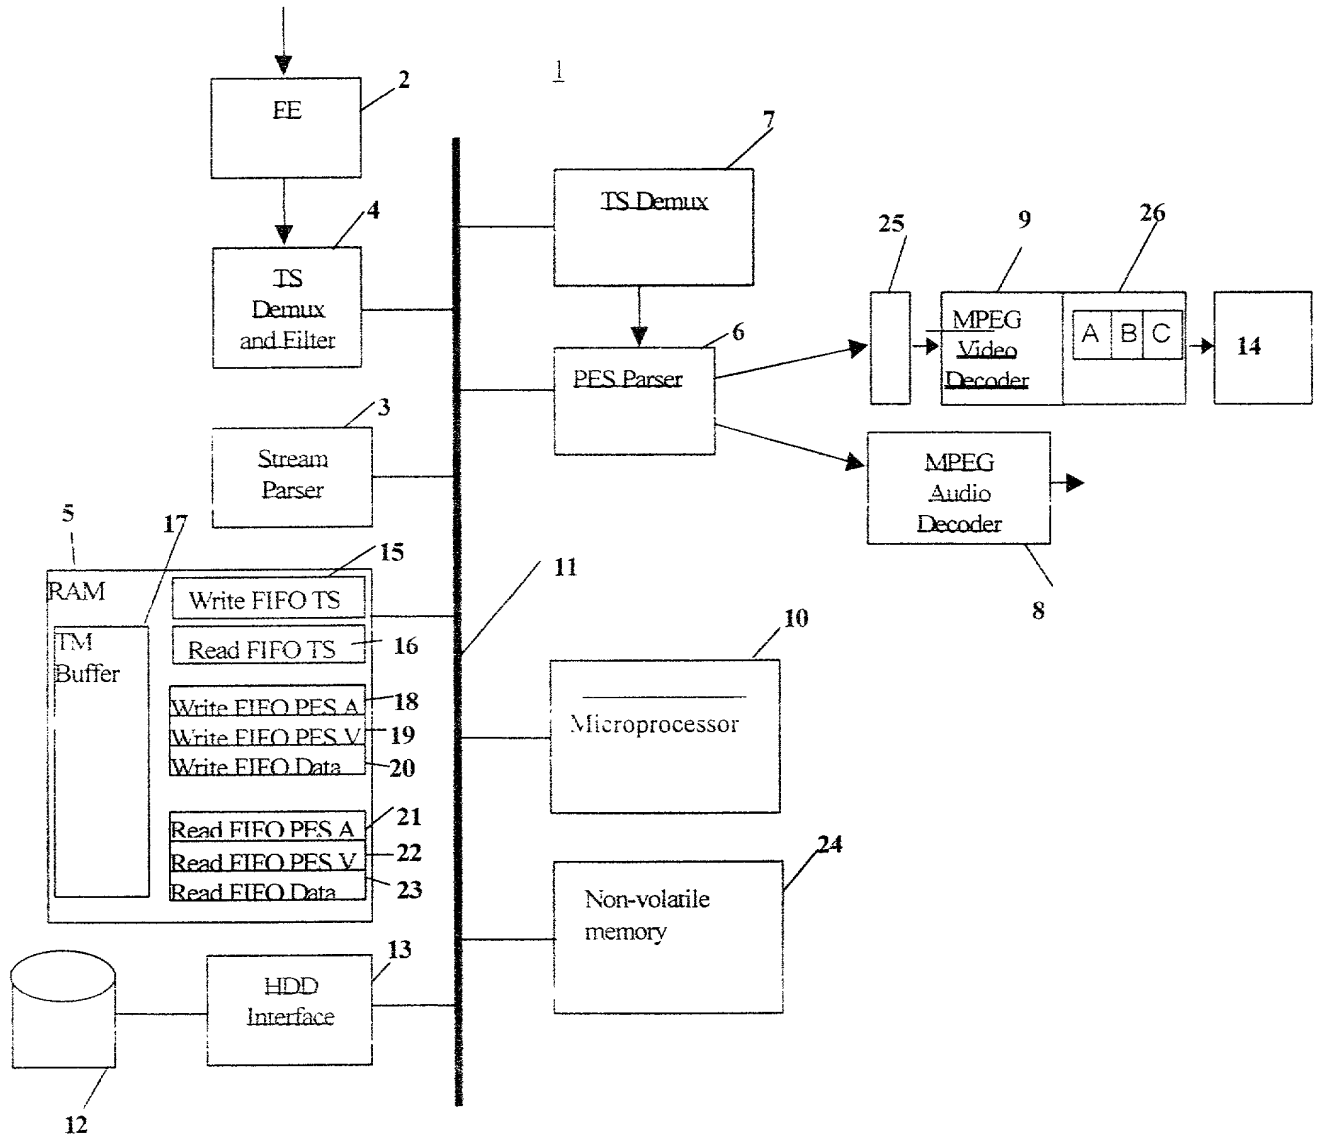 1
FE
2
TS
Demux
and Filter
4
Stream
Parser
3
TS Demux
7
PES Parser
6
25
MPEG
Video
Decoder
9
A B C
26
14
MPEG
Audio
Decoder
8
5
RAM
17
TM
Buffer
Write FIFO TS
15
Read FIFO TS
16
Write FIFO PES A
18
Write FIFO PES V
19
Write FIFO Data
20
Read FIFO PES A
21
Read FIFO PES V
22
Read FIFO Data
23
11
10
Microprocessor
24
Non-volatile
memory
HDD
Interface
13
12